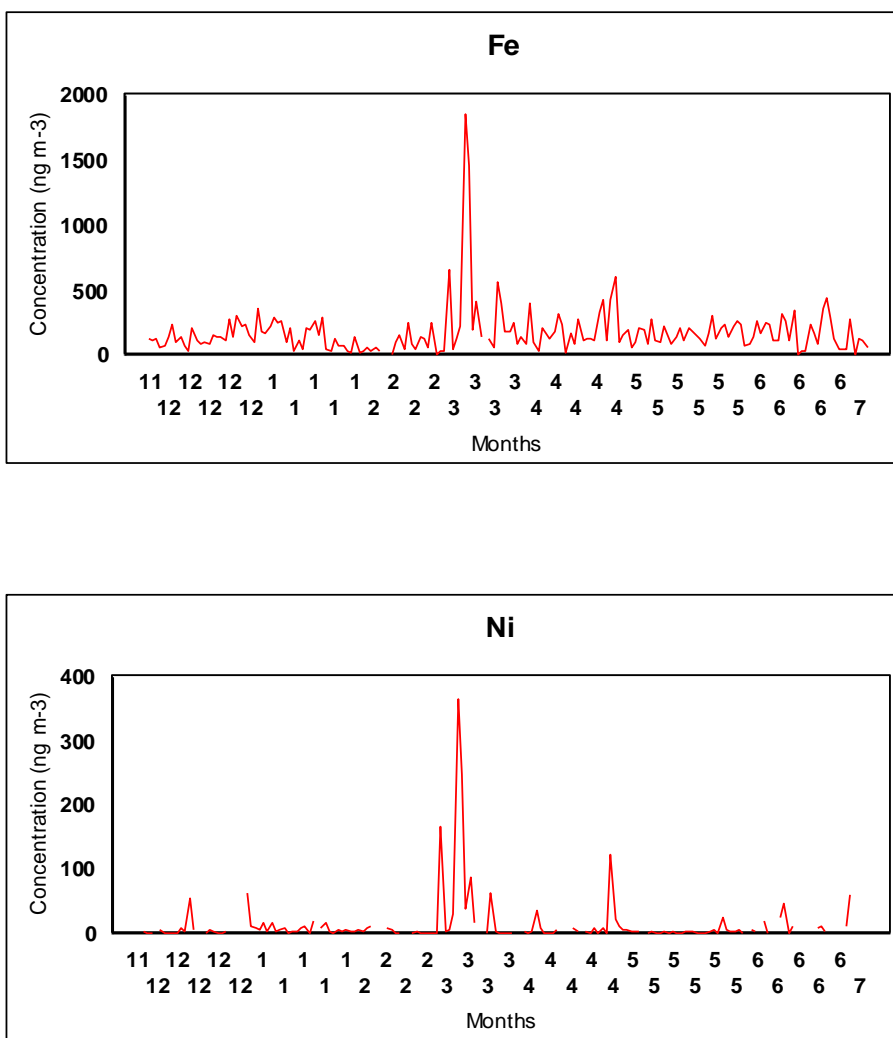 Fe
Concentration (ng m-3)
2000
1500
1000
500
0
11 12 12 1 1 1 2 2 3 3 4 4 5 5 5 6 6 6
12 12 12 1 1 2 2 3 3 4 4 4 5 5 5 6 6 7
Months
Ni
Concentration (ng m-3)
400
300
200
100
0
11 12 12 1 1 1 2 2 3 3 4 4 5 5 5 6 6 6
12 12 12 1 1 2 2 3 3 4 4 4 5 5 5 6 6 7
Months